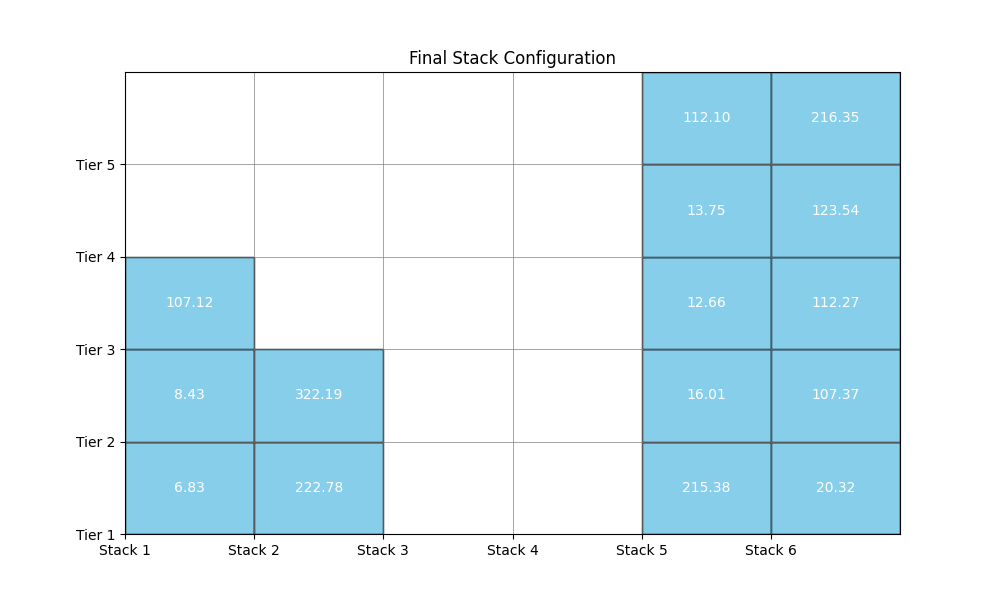 Final Stack Configuration
112.10 216.35
Tier 5
13.75 123.54
Tier 4
107.12 12.66 112.27
Tier 3
8.43 322.19 16.01 107.37
Tier 2
6.83 222.78 215.38 20.32
Tier 1
Stack 1 Stack 2 Stack 3 Stack 4 Stack 5 Stack 6